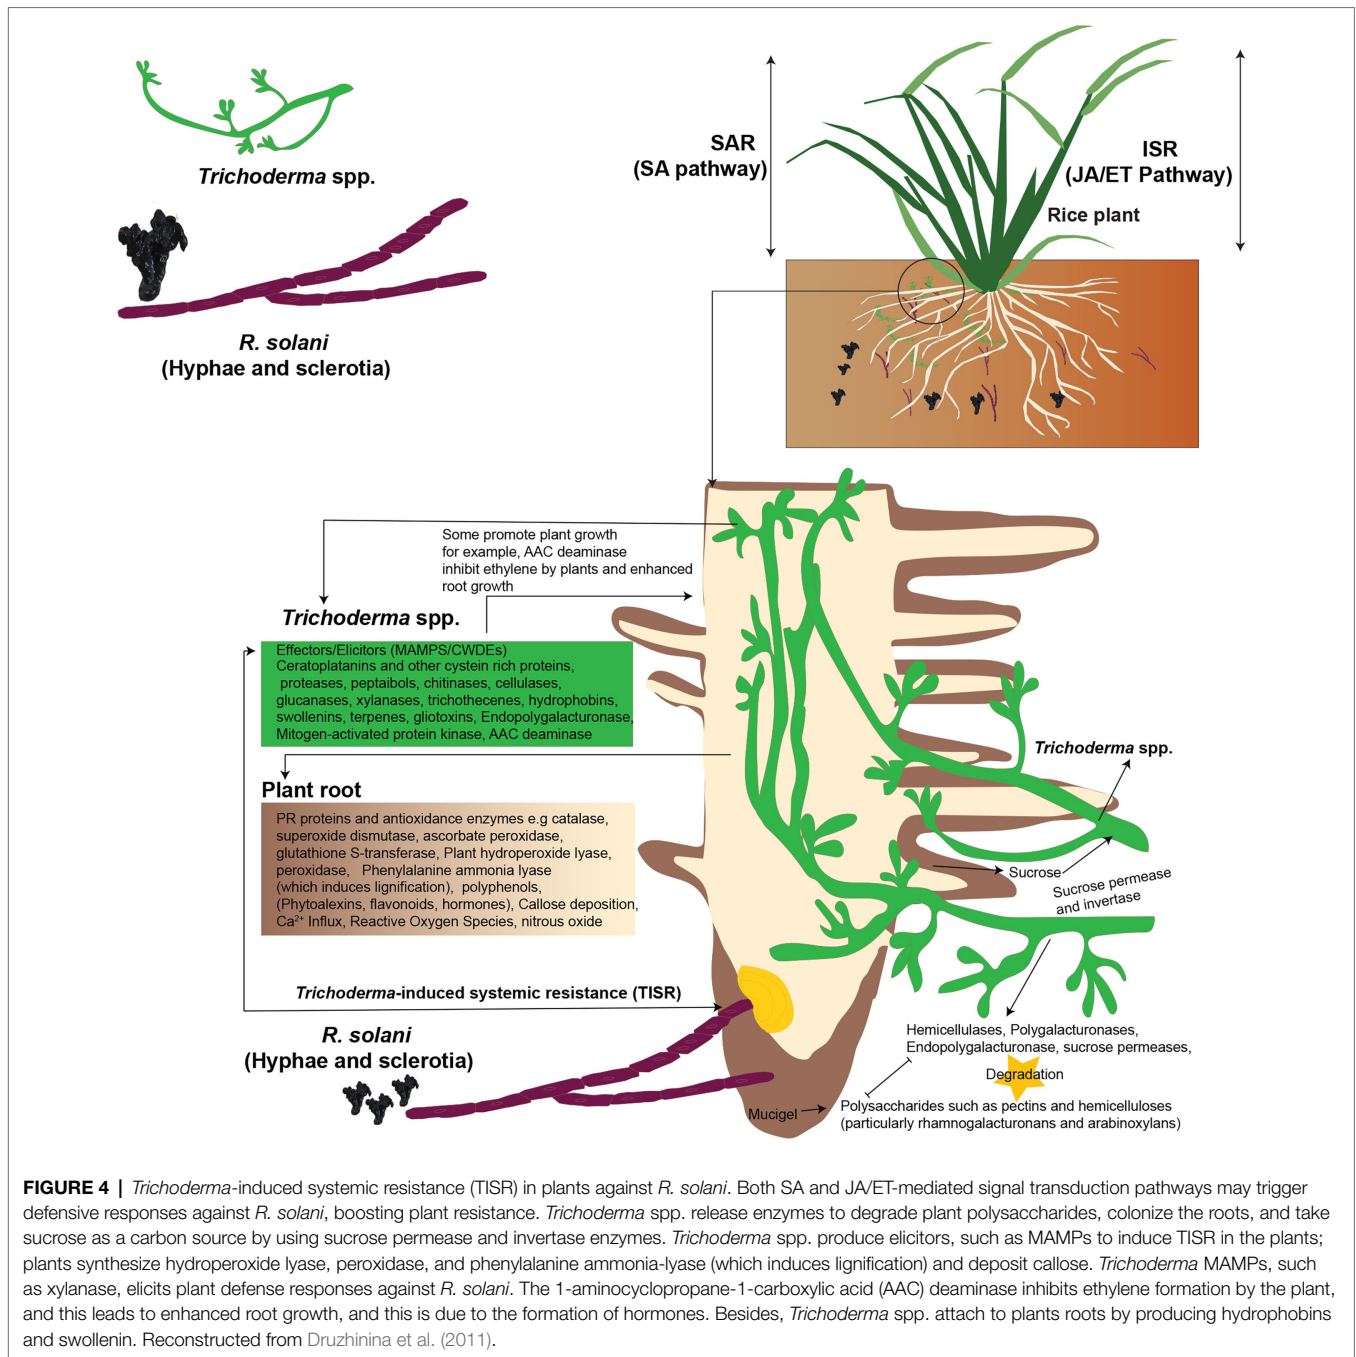 Trichoderma spp.
R. solani
(Hyphae and sclerotia)
SAR
(SA pathway)
ISR
(JA/ET Pathway)
Rice plant
Some promote plant growth
for example, AAC deaminase
inhibit ethylene by plants and enhanced
root growth
Trichoderma spp.
Effectors/Elicitors (MAMPS/CWDEs)
Ceratoplatanins and other cystein rich proteins,
proteases, peptaibols, chitinases, cellulases,
glucanases, xylanases, trichothecenes, hydrophobins,
swollenins, terpenes, gliotoxins, Endopolygalacturonase,
Mitogen-activated protein kinase, AAC deaminase
Plant root
PR proteins and antioxidance enzymes e.g catalase,
superoxide dismutase, ascorbate peroxidase,
glutathione S-transferase, Plant hydroperoxide lyase,
peroxidase, Phenylalanine ammonia lyase
(which induces lignification), polyphenols,
(Phytoalexins, flavonoids, hormones), Callose deposition,
Ca²⁺ Influx, Reactive Oxygen Species, nitrous oxide
Trichoderma spp.
Sucrose
Sucrose permease
and invertase
Trichoderma-induced systemic resistance (TISR)
R. solani
(Hyphae and sclerotia)
Hemicellulases, Polygalacturonases,
Endopolygalacturonase, sucrose permeases,
Degradation
Mucigel
Polysaccharides such as pectins and hemicelluloses
(particularly rhamnogalacturonans and arabinoxylans)
FIGURE 4 | Trichoderma-induced systemic resistance (TISR) in plants against R. solani. Both SA and JA/ET-mediated signal transduction pathways may trigger
defensive responses against R. solani, boosting plant resistance. Trichoderma spp. release enzymes to degrade plant polysaccharides, colonize the roots, and take
sucrose as a carbon source by using sucrose permease and invertase enzymes. Trichoderma spp. produce elicitors, such as MAMPs to induce TISR in the plants;
plants synthesize hydroperoxide lyase, peroxidase, and phenylalanine ammonia-lyase (which induces lignification) and deposit callose. Trichoderma MAMPs, such
as xylanase, elicits plant defense responses against R. solani. The 1-aminocyclopropane-1-carboxylic acid (AAC) deaminase inhibits ethylene formation by the plant,
and this leads to enhanced root growth, and this is due to the formation of hormones. Besides, Trichoderma spp. attach to plants roots by producing hydrophobins
and swollenin. Reconstructed from Druzhinina et al. (2011).